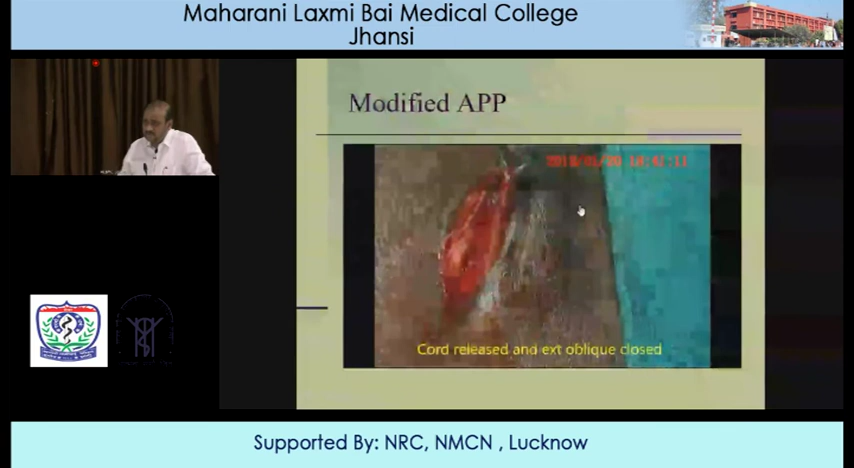 Maharani Laxmi Bai Medical College
Jhansi
Modified APP
Cord released and ext oblique closed
Supported By: NRC, NMCN , Lucknow